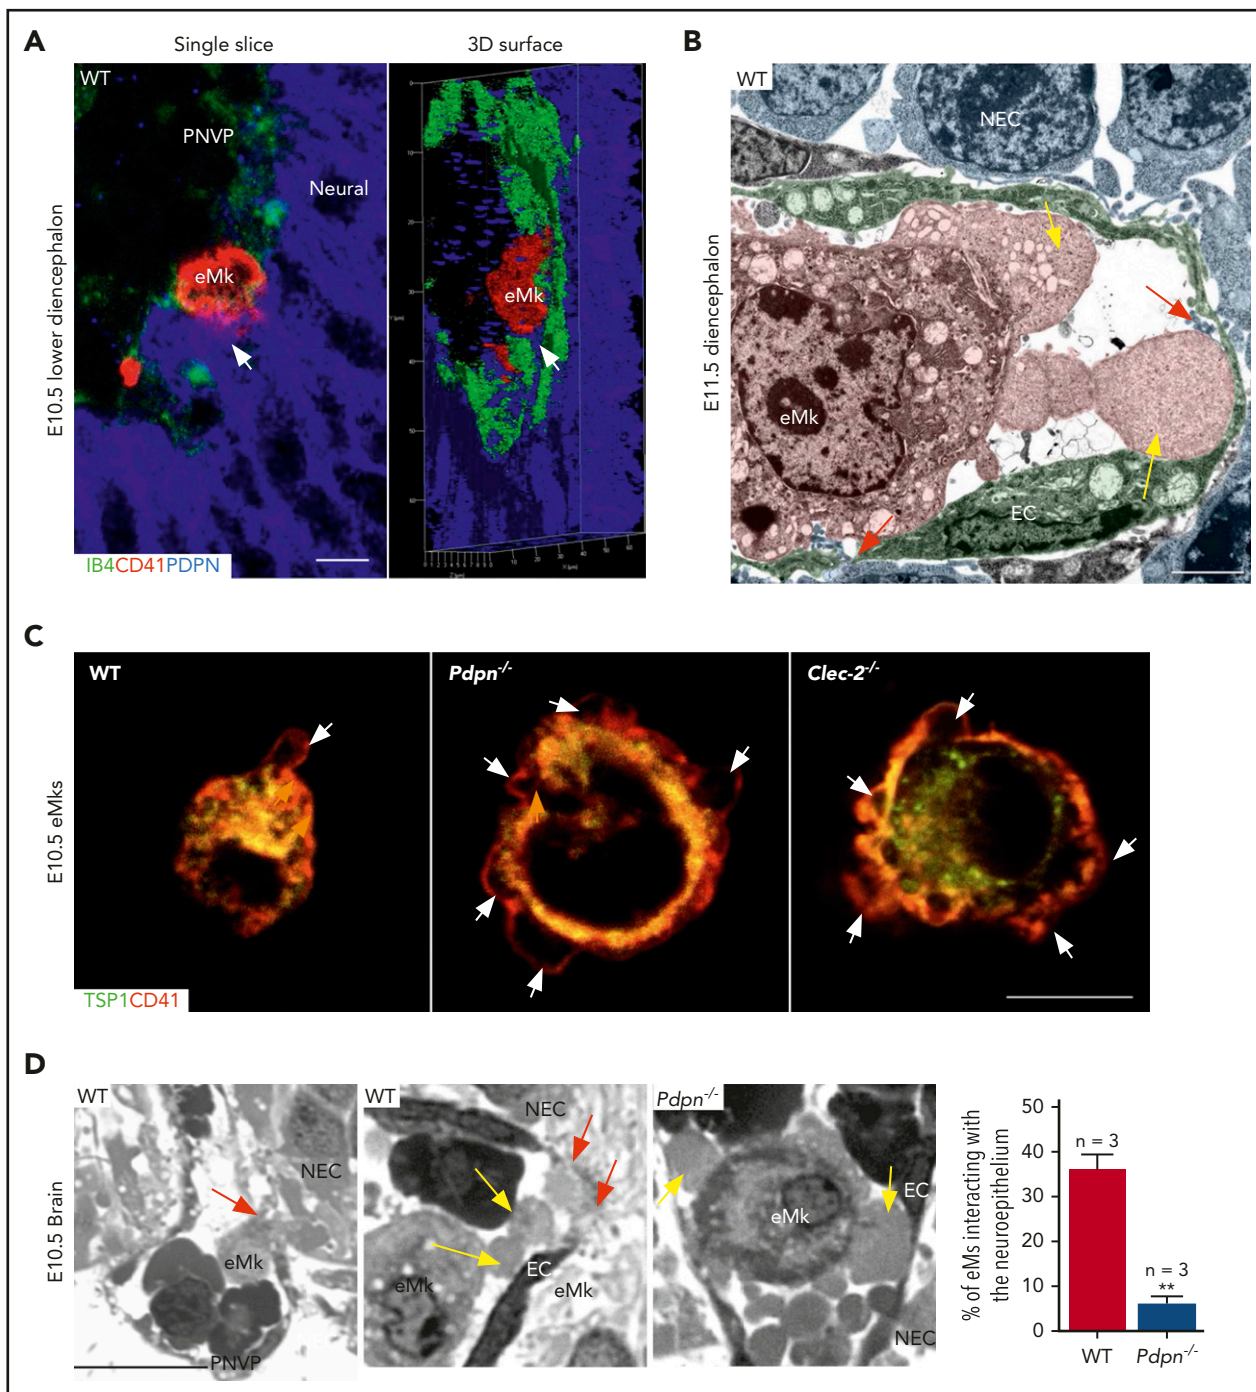 A
Single slice
3D surface
WT
PNVP
Neural
eMk
eMk
E10.5 lower diencephalon
IB4CD41PDPN
B
WT
NEC
eMk
EC
E11.5 diencephalon
C
WT
Pdpn-/-
Clec-2-/-
E10.5 eMks
TSP1CD41
D
WT
NEC
eMk
NEC
PNVP
E10.5 Brain
WT
NEC
eMk
EC
eMk
Pdpn-/-
eMk
EC
NEC
% of eMs interacting with
the neuroepithelium
50
40
30
20
10
0
n = 3
n = 3
**
WT
Pdpn-/-